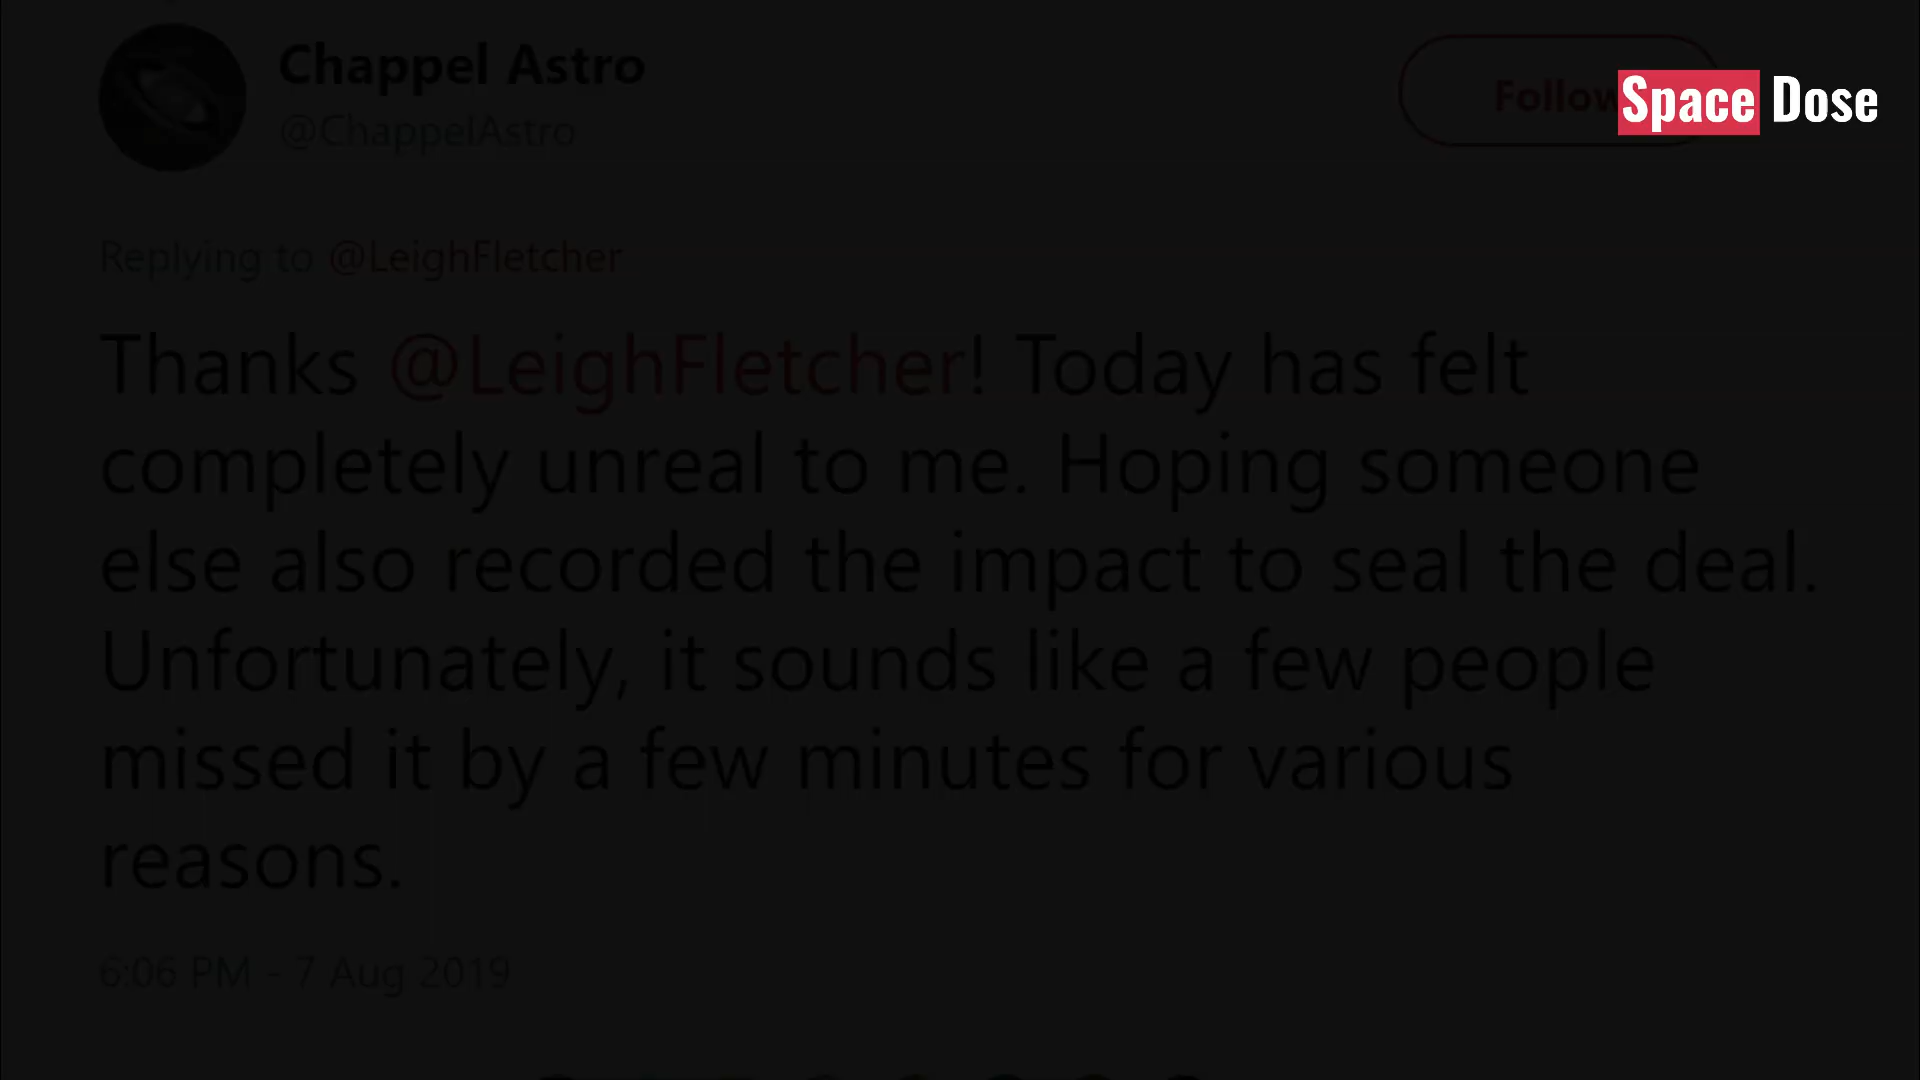 Chappel Astro
@ChappelAstro
Follow
Space Dose
Replying to @LeighFletcher
Thanks @LeighFletcher! Today has felt
completely unreal to me. Hoping someone
else also recorded the impact to seal the deal.
Unfortunately, it sounds like a few people
missed it by a few minutes for various
reasons.
6:06 PM - 7 Aug 2019